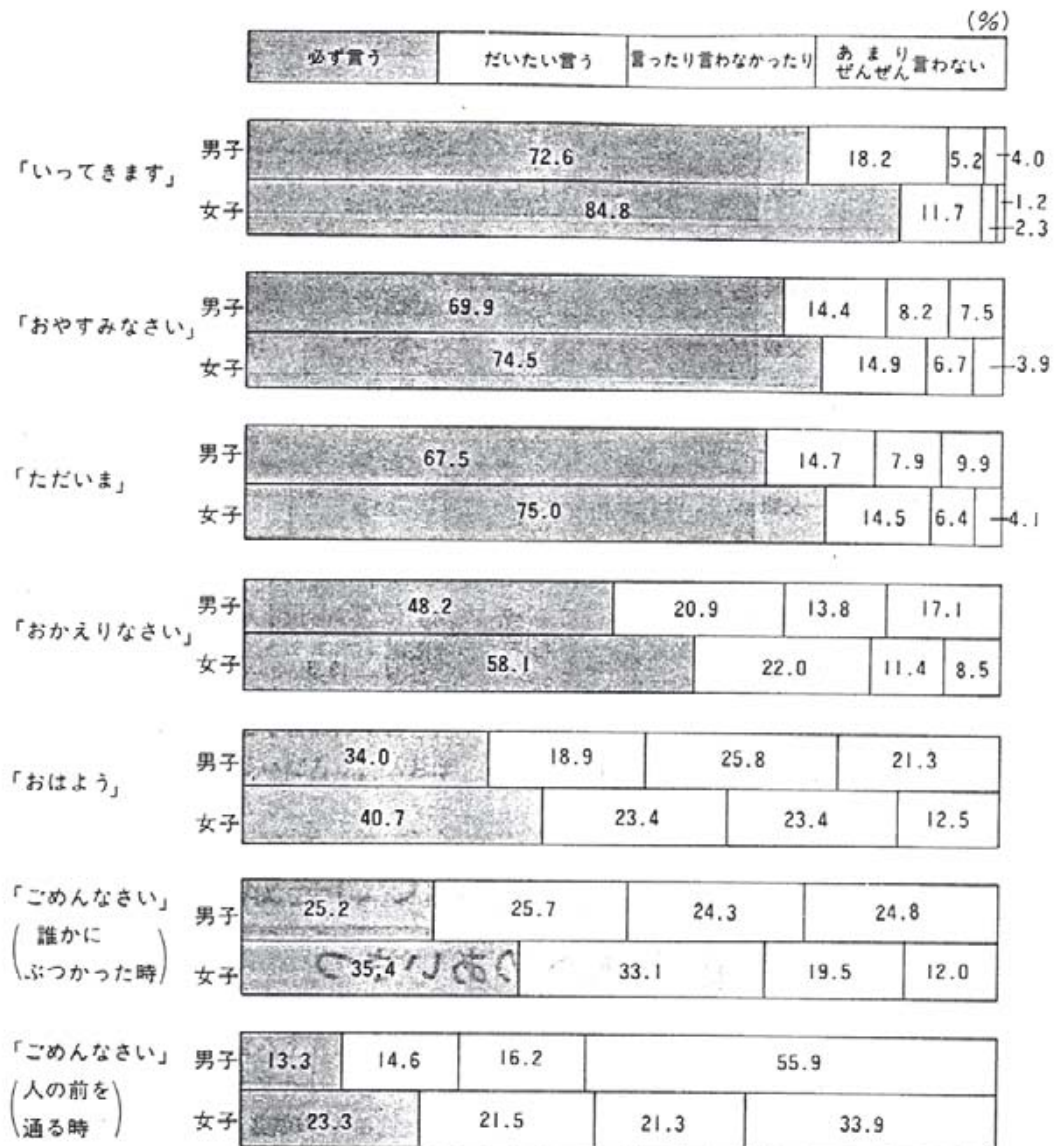 (%)
必ず言う だいたい言う 言ったり言わなかったり あまりぜんぜん言わない
「いってきます」
男子 72.6 18.2 5.2 4.0
女子 84.8 11.7 1.2 2.3
「おやすみなさい」
男子 69.9 14.4 8.2 7.5
女子 74.5 14.9 6.7 3.9
「ただいま」
男子 67.5 14.7 7.9 9.9
女子 75.0 14.5 6.4 4.1
「おかえりなさい」
男子 48.2 20.9 13.8 17.1
女子 58.1 22.0 11.4 8.5
「おはよう」
男子 34.0 18.9 25.8 21.3
女子 40.7 23.4 23.4 12.5
「ごめんなさい」
(誰かに
ぶつかった時)
男子 25.2 25.7 24.3 24.8
女子 35.4 33.1 19.5 12.0
「ごめんなさい」
(人の前を
通る時)
男子 13.3 14.6 16.2 55.9
女子 23.3 21.5 21.3 33.9